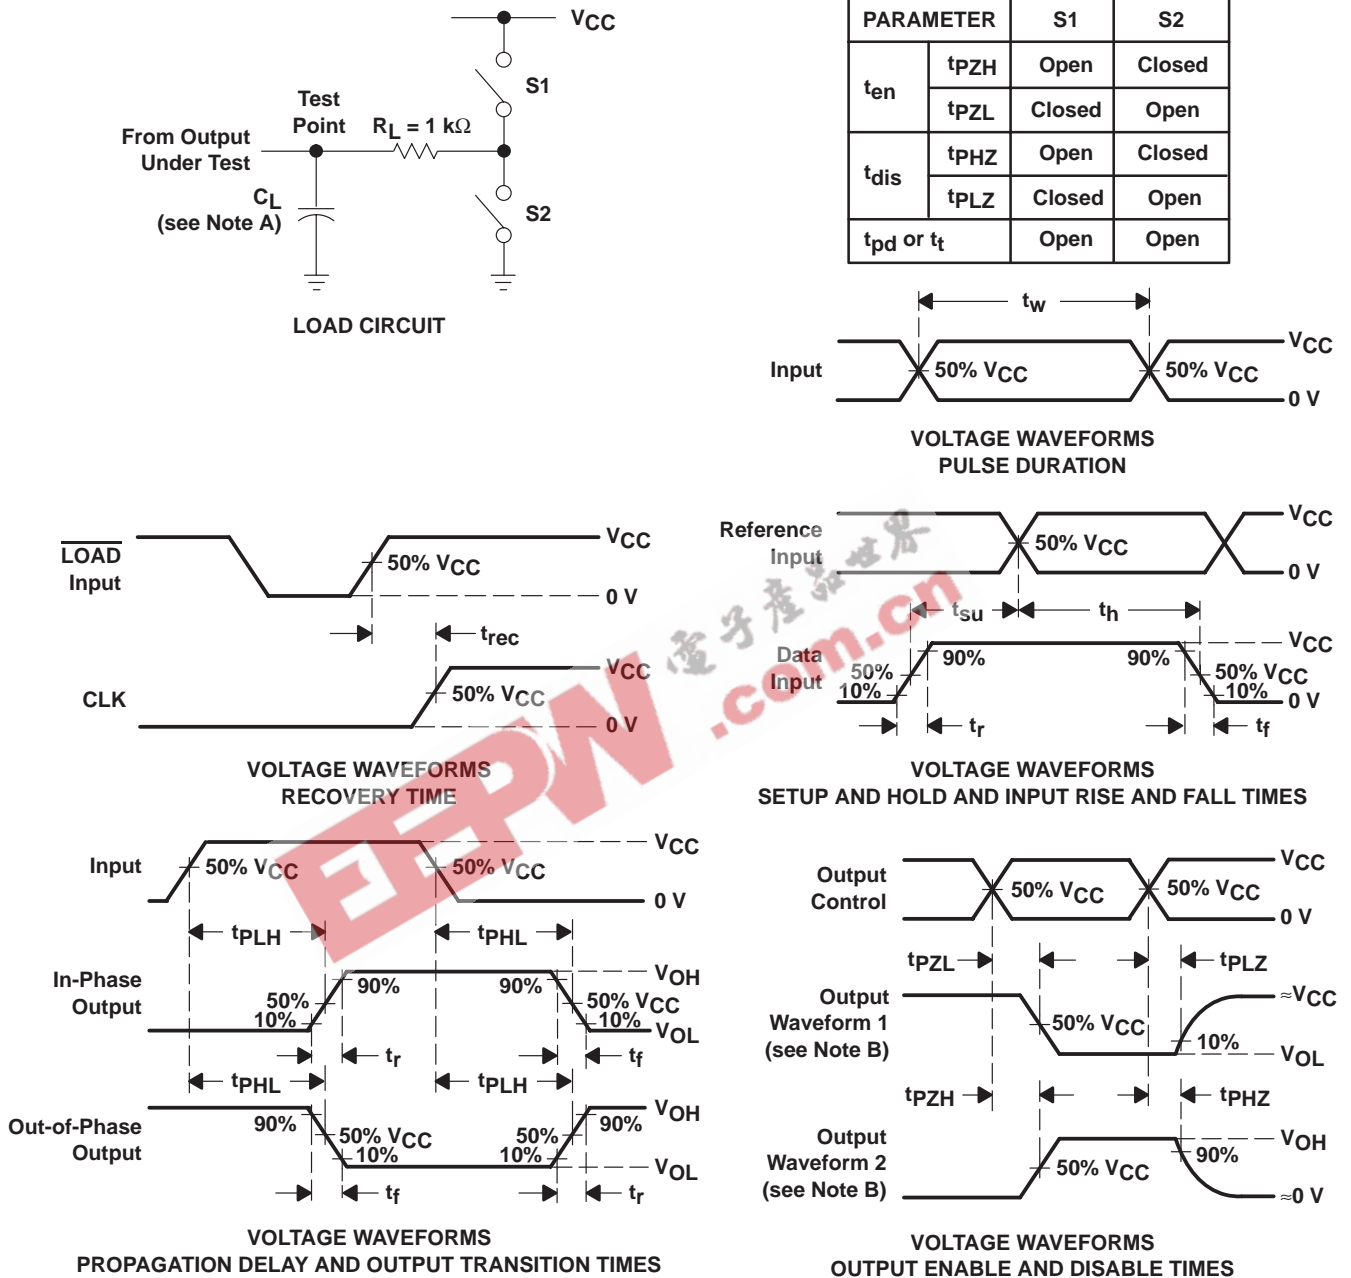 VCC
S1
Test
Point
RL = 1 kΩ
From Output
Under Test
CL
(see Note A)
S2
LOAD CIRCUIT
PARAMETER S1 S2
ten tPZH Open Closed
tPZL Closed Open
tdis tPHZ Open Closed
tPLZ Closed Open
tpd or tt Open Open
tw
Input
50% VCC
50% VCC
VCC
0 V
VOLTAGE WAVEFORMS
PULSE DURATION
LOAD
Input
50% VCC
VCC
0 V
trec
CLK
50% VCC
VCC
0 V
VOLTAGE WAVEFORMS
RECOVERY TIME
Reference
Input
50% VCC
VCC
0 V
tsu
th
Data
Input
50%
10%
90%
90%
VCC
50% VCC
10%
0 V
tr
tf
VOLTAGE WAVEFORMS
SETUP AND HOLD AND INPUT RISE AND FALL TIMES
EEPW
.com.cn
電子產品世界
Input
50% VCC
50% VCC
VCC
0 V
tPLH
tPHL
In-Phase
Output
50%
10%
90%
90%
VOH
50% VCC
10%
VOL
tr
tf
tPHL
tPLH
Out-of-Phase
Output
90%
50% VCC
10%
50%
10%
VOH
90%
VOL
tf
tr
VOLTAGE WAVEFORMS
PROPAGATION DELAY AND OUTPUT TRANSITION TIMES
Output
Control
50% VCC
50% VCC
VCC
0 V
tPZL
tPLZ
Output
Waveform 1
(see Note B)
50% VCC
≈VCC
10%
VOL
tPZH
tPHZ
Output
Waveform 2
(see Note B)
50% VCC
VOH
90%
≈0 V
VOLTAGE WAVEFORMS
OUTPUT ENABLE AND DISABLE TIMES